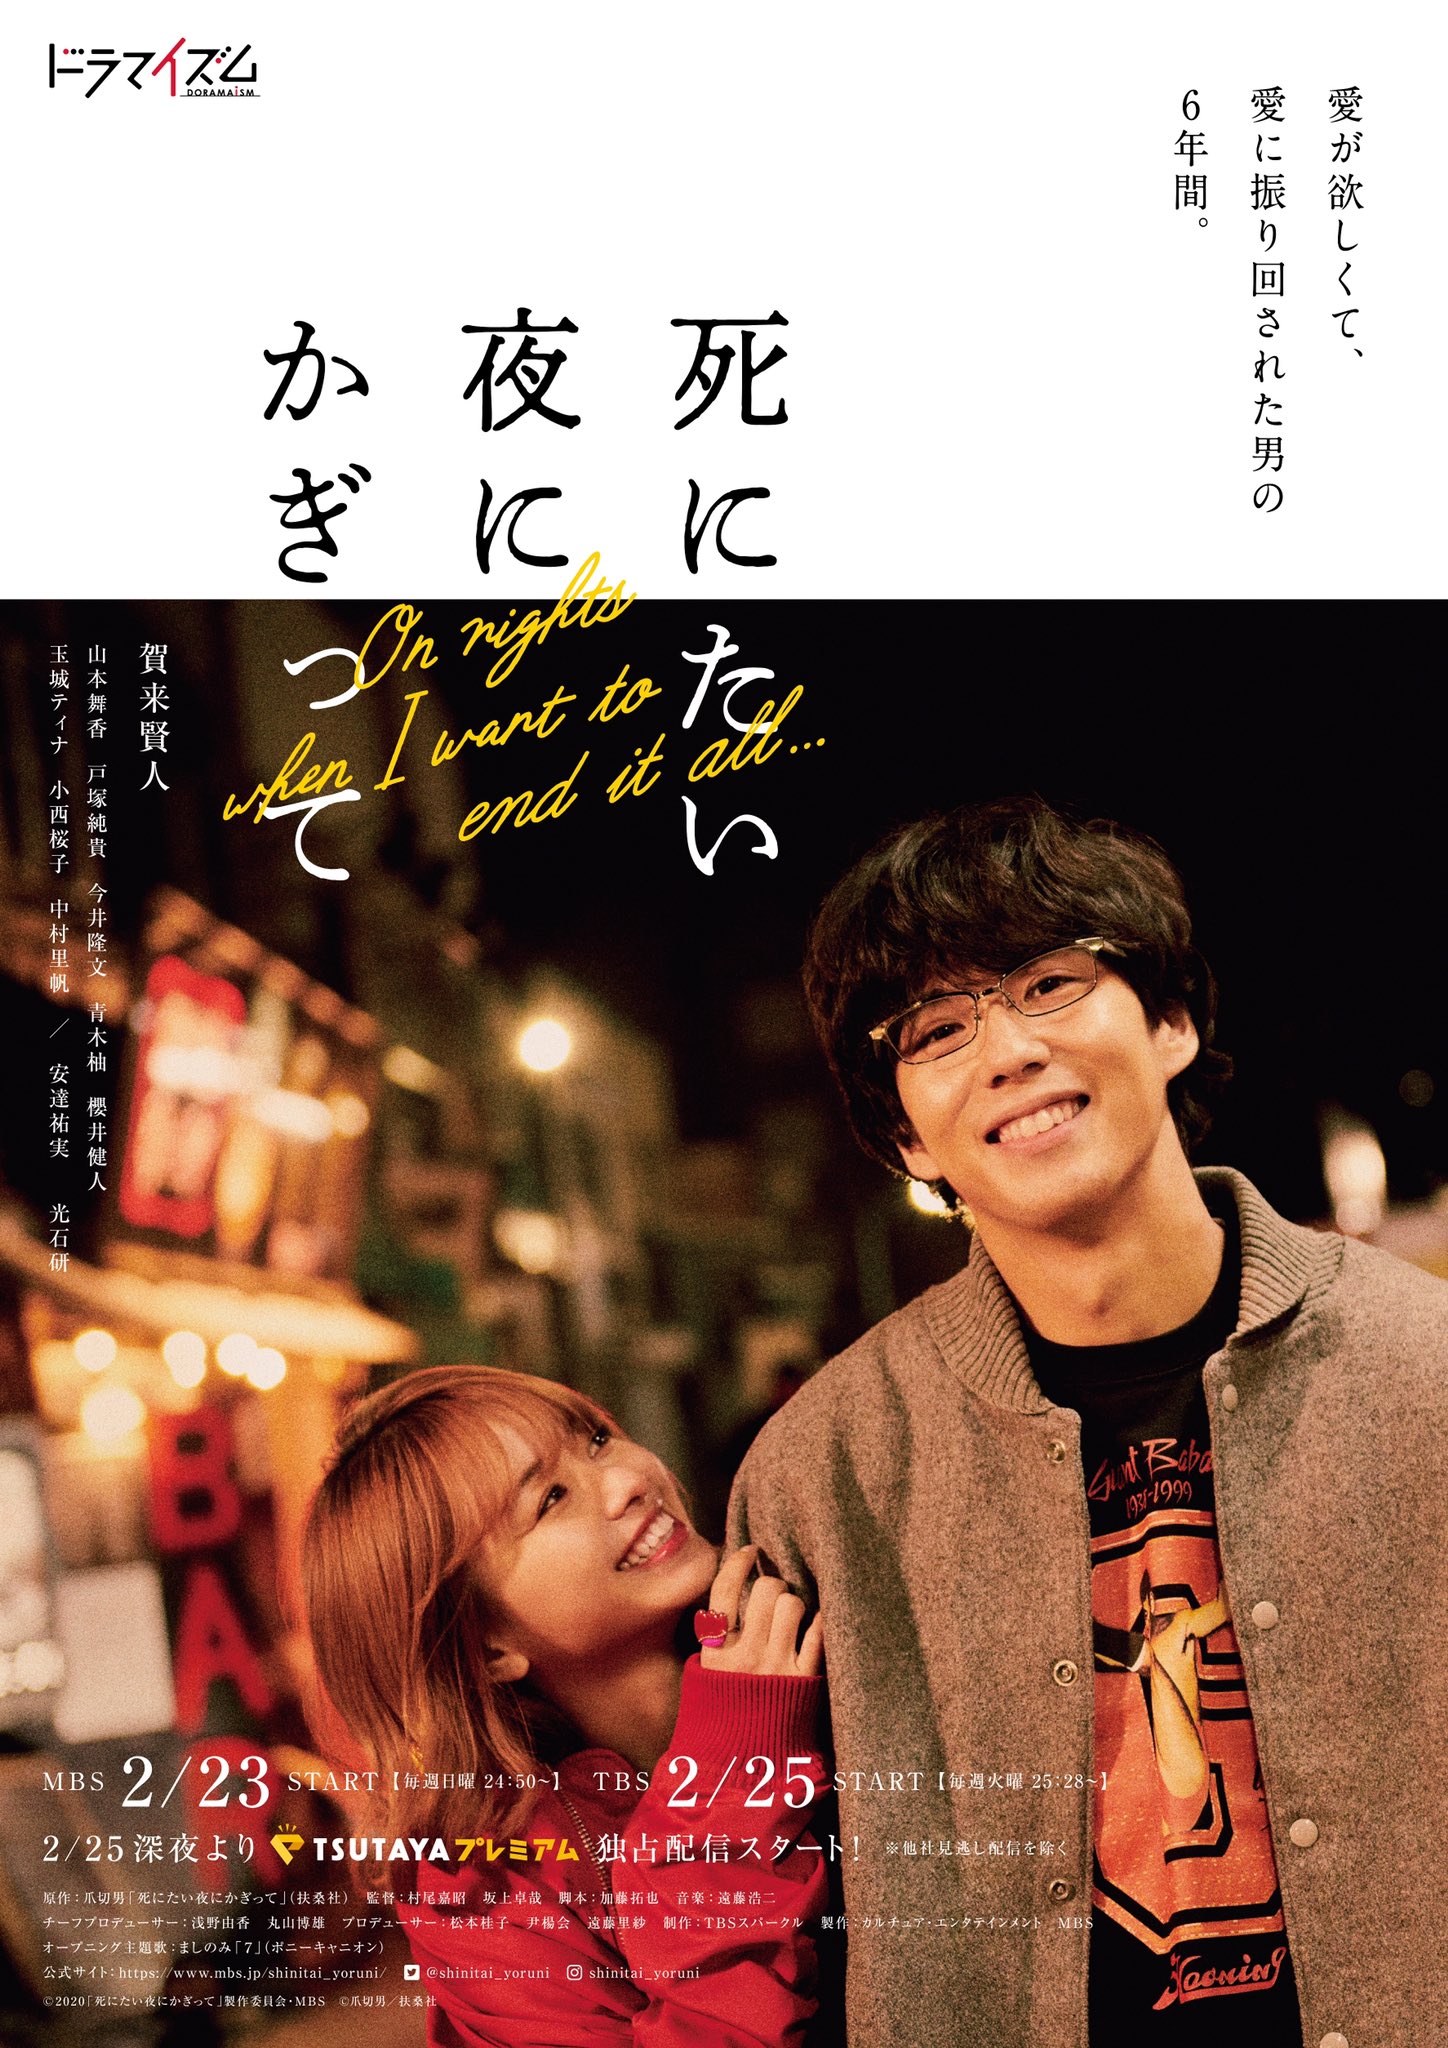 ドラマイズム
DORAMAiSM
愛が欲しくて、
愛に振り回された男の
6年間。
死にたい
夜に
かぎって
On nights
when I want to
end it all...
賀来賢人
山本舞香 戸塚純貴 今井隆文 青木柚 櫻井健人
玉城ティナ 小西桜子 中村里帆 / 安達祐実 光石研
BA
Giant Baba
1938-1999
MBS 2/23 START【毎週日曜 24:50~】 TBS 2/25 START【毎週火曜 25:28~】
2/25深夜より TSUTAYAプレミアム 独占配信スタート! ※他社見逃し配信を除く
原作:爪切男「死にたい夜にかぎって」(扶桑社) 監督:村尾嘉昭 坂上卓哉 脚本:加藤拓也 音楽:遠藤浩二
チーフプロデューサー:浅野由香 丸山博雄 プロデューサー:松本桂子 尹楊会 遠藤里紗 制作:TBSスパークル 製作:カルチュア・エンタテインメント MBS
オープニング主題歌:ましのみ「7」(ポニーキャニオン)
公式サイト:https://www.mbs.jp/shinitai_yoruni/ @shinitai_yoruni shinitai_yoruni
©2020「死にたい夜にかぎって」製作委員会・MBS ©爪切男/扶桑社